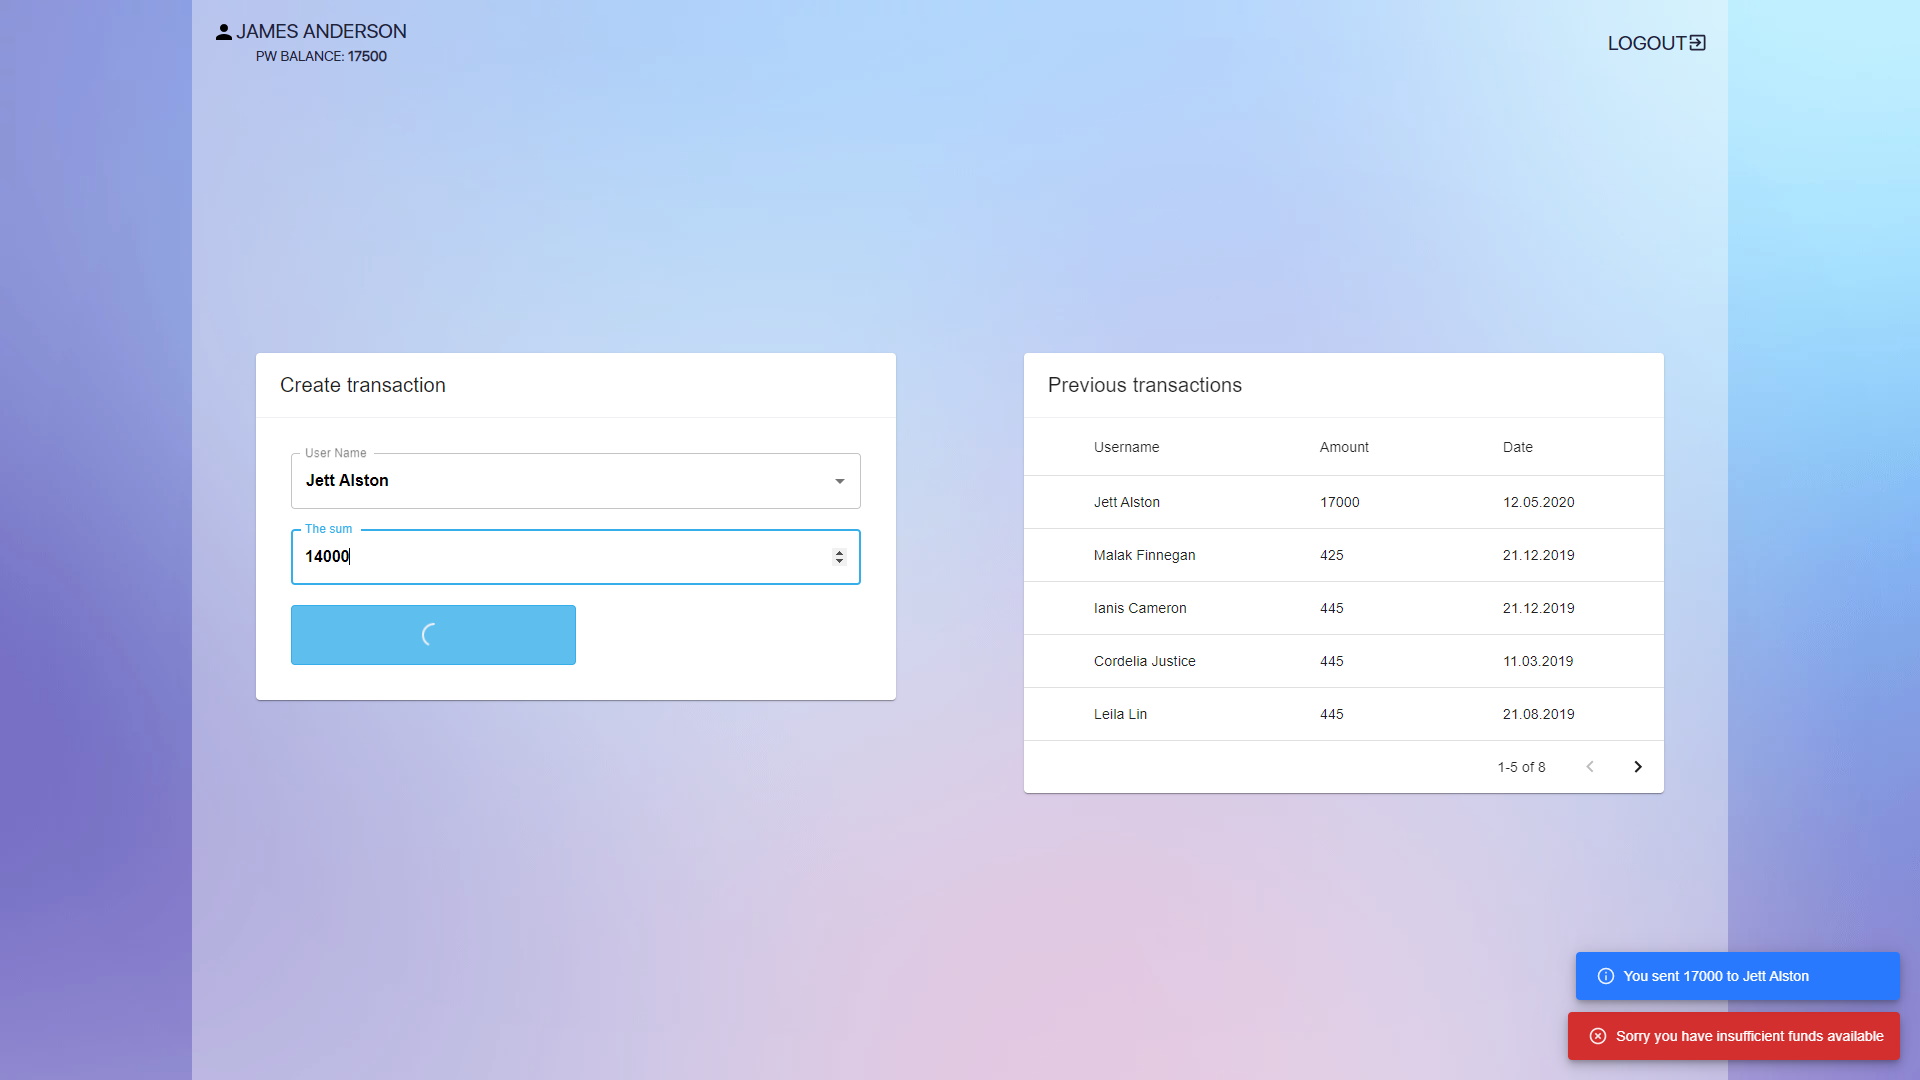 JAMES ANDERSON
PW BALANCE: 17500
LOGOUT
Create transaction
User Name
Jett Alston
The sum
14000
Previous transactions
Username Amount Date
Jett Alston 17000 12.05.2020
Malak Finnegan 425 21.12.2019
Ianis Cameron 445 21.12.2019
Cordelia Justice 445 11.03.2019
Leila Lin 445 21.08.2019
1-5 of 8
You sent 17000 to Jett Alston
Sorry you have insufficient funds available